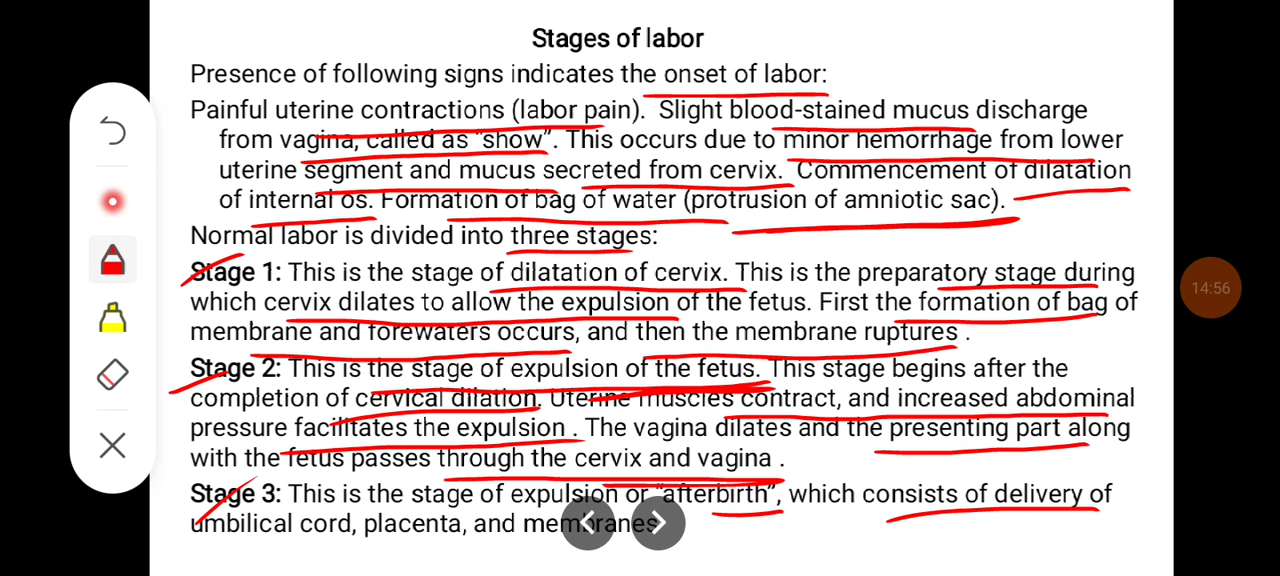 Stages of labor
Presence of following signs indicates the onset of labor:
Painful uterine contractions (labor pain). Slight blood-stained mucus discharge
from vagina, called as "show". This occurs due to minor hemorrhage from lower
uterine segment and mucus secreted from cervix. Commencement of dilatation
of internal os. Formation of bag of water (protrusion of amniotic sac).
Normal labor is divided into three stages:
Stage 1: This is the stage of dilatation of cervix. This is the preparatory stage during
which cervix dilates to allow the expulsion of the fetus. First the formation of bag of
membrane and forewaters occurs, and then the membrane ruptures .
14:56
Stage 2: This is the stage of expulsion of the fetus. This stage begins after the
completion of cervical dilation. Uterine muscles contract, and increased abdominal
pressure facilitates the expulsion . The vagina dilates and the presenting part along
with the fetus passes through the cervix and vagina .
Stage 3: This is the stage of expulsion or "afterbirth", which consists of delivery of
umbilical cord, placenta, and membranes